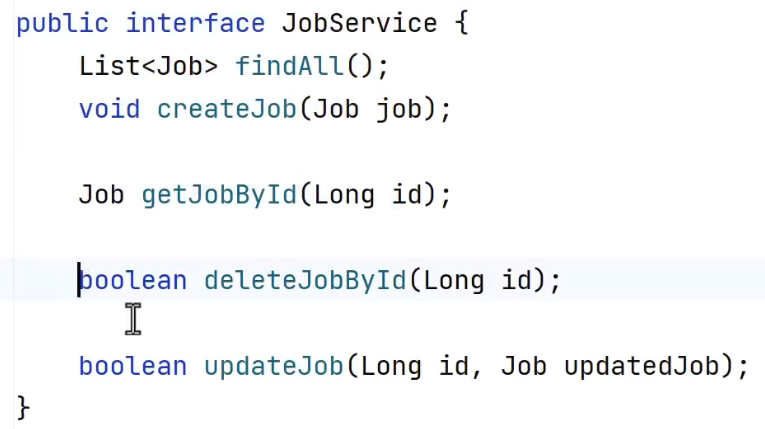 public interface JobService {
    List<Job> findAll();
    void createJob(Job job);
    Job getJobById(Long id);
    boolean deleteJobById(Long id);
    boolean updateJob(Long id, Job updatedJob);
}